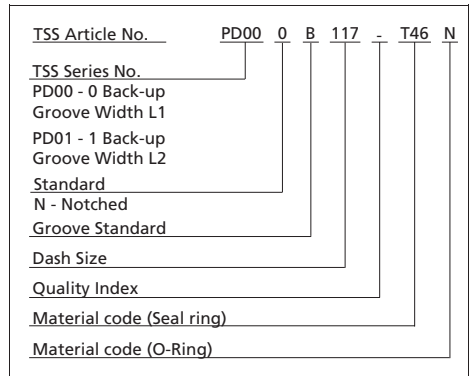 TSS Article No. PD00 0 B 117 - T46 N
TSS Series No.
PD00 - 0 Back-up
Groove Width L1
PD01 - 1 Back-up
Groove Width L2
Standard
N - Notched
Groove Standard
Dash Size
Quality Index
Material code (Seal ring)
Material code (O-Ring)